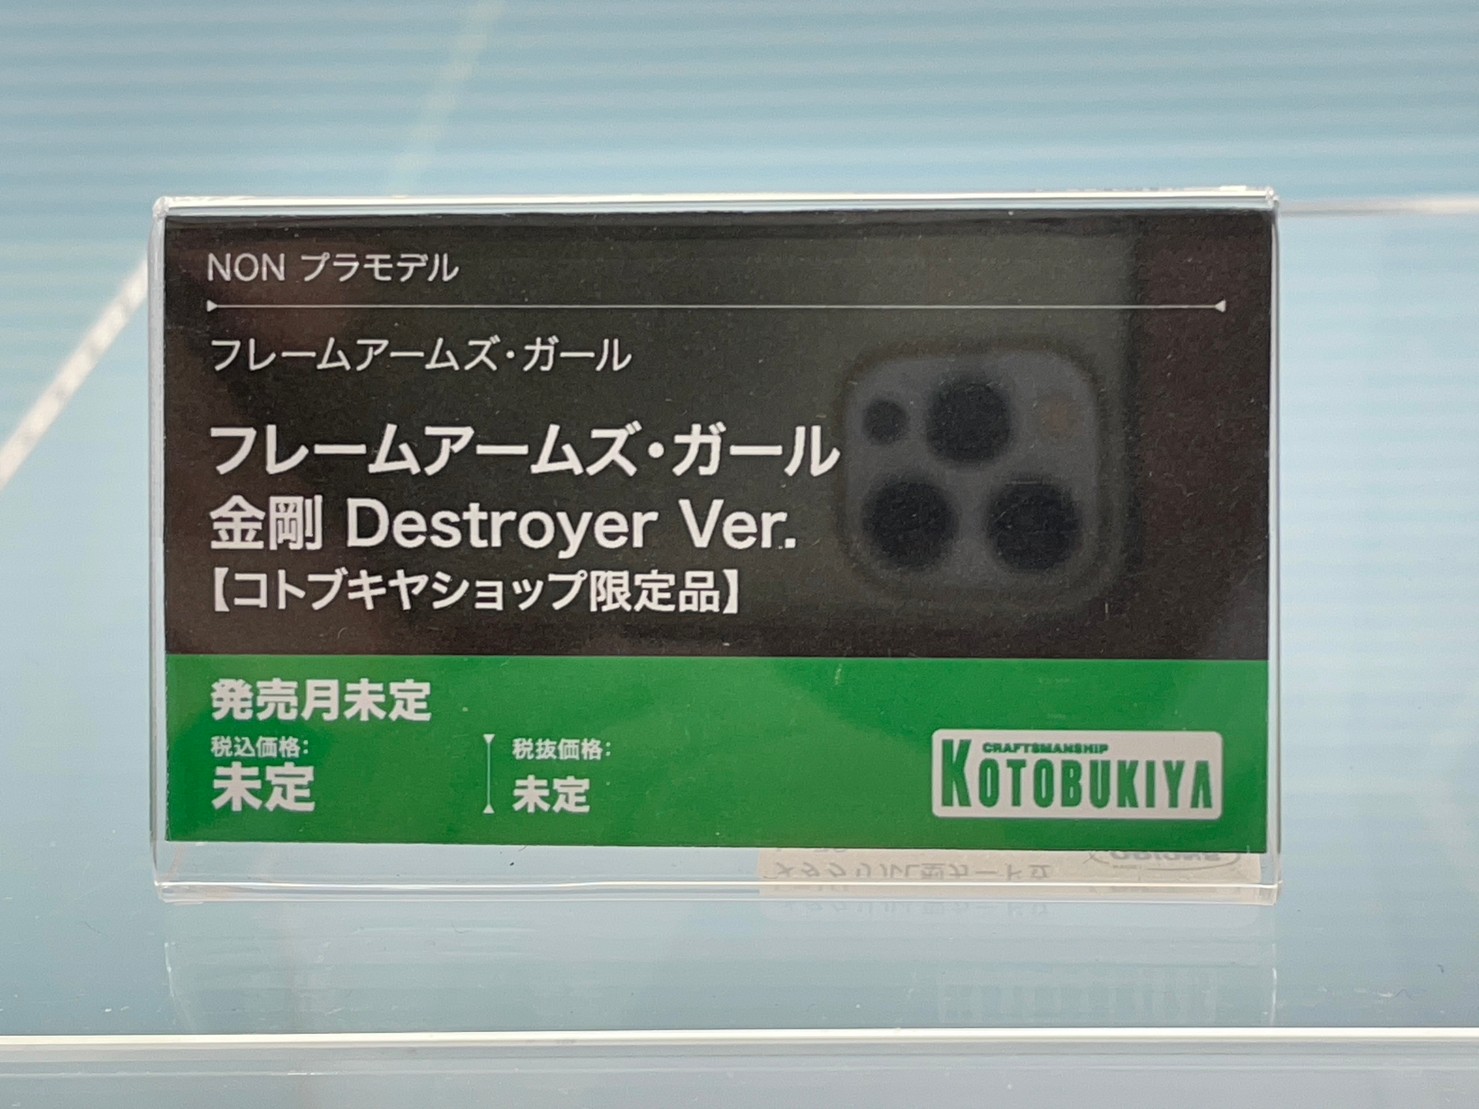 NON プラモデル
フレームアームズ・ガール
フレームアームズ・ガール
金剛 Destroyer Ver.
【コトブキヤショップ限定品】
発売月未定
税込価格：
未定
税抜価格：
未定
CRAFTSMANSHIP
KOTOBUKIYA